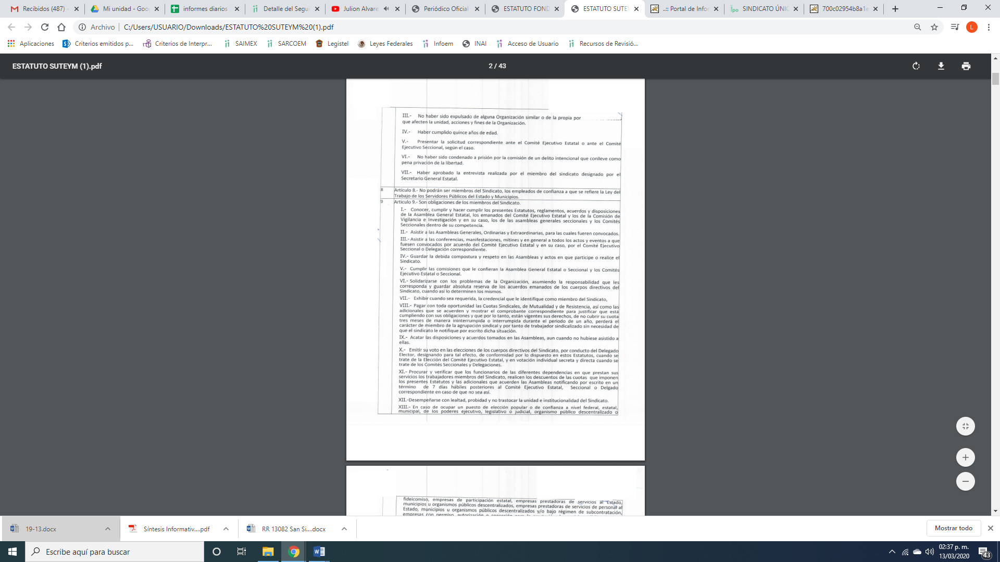 Recibidos (487) -
Mi unidad - Goo
informes diarios
Detalle del Segui
Julion Alvare
Periódico Oficial
ESTATUTO FOND
ESTATUTO SUTEY
..:: Portal de Infor
SINDICATO ÚNIC
700c02954b8a1e
Archivo | C:/Users/USUARIO/Downloads/ESTATUTO%20SUTEYM%20(1).pdf
L
Aplicaciones
Criterios emitidos p...
Criterios de Interpr...
SAIMEX
SARCOEM
Legistel
Leyes Federales
Infoem
INAI
Acceso de Usuario
Recursos de Revisió...
ESTATUTO SUTEYM (1).pdf
2 / 43
III.- No haber sido expulsado de alguna Organización similar o de la propia por
que afecten la unidad, acciones y fines de la Organización.
IV.- Haber cumplido quince años de edad.
V.- Presentar la solicitud correspondiente ante el Comité Ejecutivo Estatal o ante el Comité
Ejecutivo Seccional, según el caso.
VI.- No haber sido condenado a prisión por la comisión de un delito intencional que conlleve como
pena privación de la libertad.
VII.- Haber aprobado la entrevista realizada por el miembro del sindicato designado por el
Secretario General Estatal.
8 Artículo 8.- No podrán ser miembros del Sindicato, los empleados de confianza a que se refiere la Ley del
Trabajo de los Servidores Públicos del Estado y Municipios.
9 Artículo 9.- Son obligaciones de los miembros del Sindicato.
I.- Conocer, cumplir y hacer cumplir los presentes Estatutos, reglamentos, acuerdos y disposiciones
de la Asamblea General Estatal, los emanados del Comité Ejecutivo Estatal y los de la Comisión de
Vigilancia e Investigación y en su caso, los de las asambleas generales seccionales y los Comités
Seccionales dentro de su competencia.
II.- Asistir a las Asambleas Generales, Ordinarias y Extraordinarias, para las cuales fueren convocados.
III.- Asistir a las conferencias, manifestaciones, mítines y en general a todos los actos y eventos a que
fuesen convocados por acuerdo del Comité Ejecutivo Estatal y en su caso, por el Comité Ejecutivo
Seccional o Delegación correspondiente.
IV.- Guardar la debida compostura y respeto en las Asambleas y actos en que participe o realice el
Sindicato.
V.- Cumplir las comisiones que le confieran la Asamblea General Estatal o Seccional y los Comités
Ejecutivo Estatal o Seccional.
VI.- Solidarizarse con los problemas de la Organización, asumiendo la responsabilidad que les
corresponda y guardar absoluta reserva de los acuerdos emanados de los cuerpos directivos del
Sindicato, cuando así lo determinen los mismos.
VII.- Exhibir cuando sea requerida, la credencial que le identifique como miembro del Sindicato,
VIII.- Pagar con toda oportunidad las Cuotas Sindicales, de Mutualidad y de Resistencia, así como las
adicionales que se acuerden y mostrar el comprobante correspondiente para justificar que está
cumpliendo con sus obligaciones y que por lo tanto, están vigentes sus derechos, de no cubrir su cuota
tres meses de manera ininterrumpida o interrumpida durante el periodo de un año, perderá el
carácter de miembro de la agrupación sindical y por tanto de trabajador sindicalizado sin necesidad de
que el sindicato le notifique por escrito dicha situación.
IX.- Acatar las disposiciones y acuerdos tomados en las Asambleas, aun cuando no hubiese asistido a
ellas.
X.- Emitir su voto en las elecciones de los cuerpos directivos del Sindicato, por conducto del Delegado
Elector, designando para tal efecto, de conformidad por lo dispuesto en estos Estatutos, cuando se
trate de la Elección del Comité Ejecutivo Estatal, y en votación individual secreta y directa cuando se
trate de los Comités Seccionales y Delegaciones.
XI.- Procurar y verificar que los funcionarios de las diferentes dependencias en que prestan sus
servicios los trabajadores miembros del Sindicato, realicen los descuentos de las cuotas que imponen
los presentes Estatutos y las adicionales que acuerden las Asambleas notificando por escrito en un
término de 7 días hábiles posteriores al Comité Ejecutivo Estatal, Seccional o Delgado
correspondiente en caso de que no sea así.
XII.-Desempeñarse con lealtad, probidad y no trastocar la unidad e institucionalidad del Sindicato.
XIII.- En caso de ocupar un puesto de elección popular o de confianza a nivel federal, estatal,
municipal, de los poderes ejecutivo, legislativo o judicial, organismo público descentralizado o
fideicomiso, empresas de participación estatal, empresas prestadoras de servicios al Estado,
municipios u organismos públicos descentralizados, empresas prestadoras de servicios de personal al
Estado, municipios u organismos públicos descentralizados y/o bajo régimen de subcontratación,
19-13.docx
Síntesis Informativ....pdf
RR 13082 San Si....docx
Mostrar todo
Escribe aquí para buscar
02:37 p. m.
13/03/2020
43